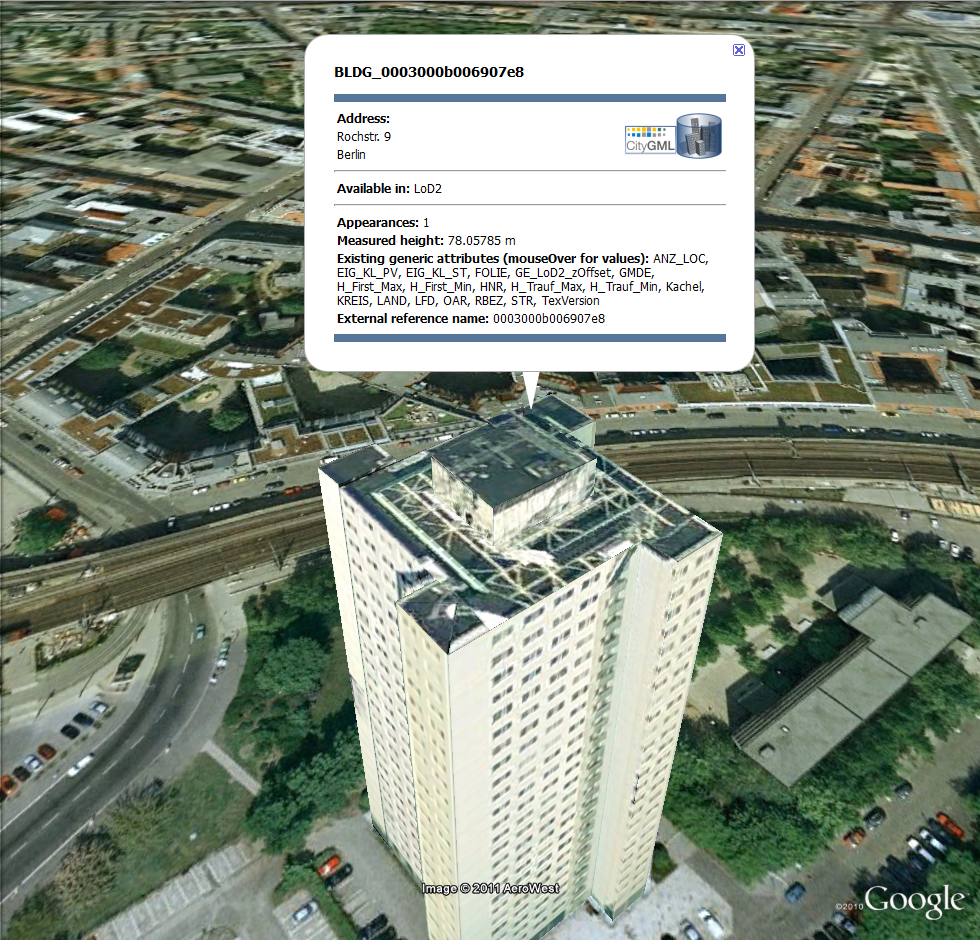 BLDG_0003000b006907e8
Address:
Rochstr. 9
Berlin
CityGML
Available in: LoD2
Appearances: 1
Measured height: 78.05785 m
Existing generic attributes (mouseOver for values): ANZ_LOC,
EIG_KL_PV, EIG_KL_ST, FOLIE, GE_LoD2_zOffset, GMDE,
H_First_Max, H_First_Min, HNR, H_Trauf_Max, H_Trauf_Min, Kachel,
KREIS, LAND, LFD, OAR, RBEZ, STR, TexVersion
External reference name: 0003000b006907e8
Image © 2011 AeroWest
©2010 Google